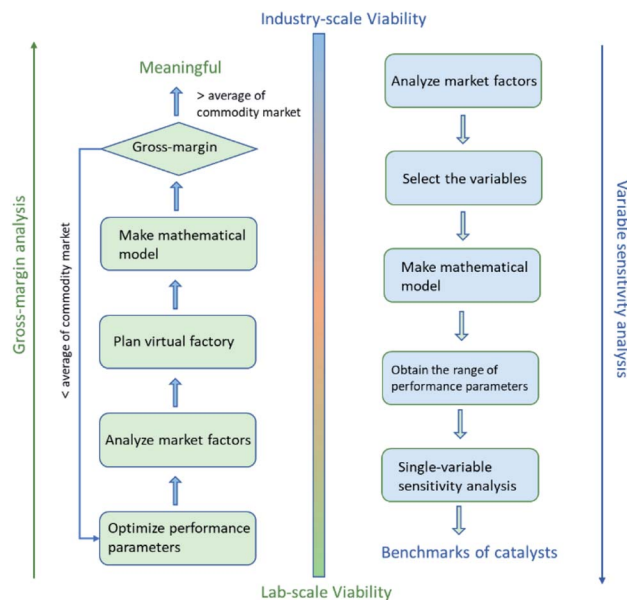 Industry-scale Viability
Gross-margin analysis
Meaningful
> average of
commodity market
Gross-margin
< average of commodity market
Make mathematical
model
Plan virtual factory
Analyze market factors
Optimize performance
parameters
Analyze market factors
Select the variables
Make mathematical
model
Obtain the range of
performance parameters
Single-variable
sensitivity analysis
Benchmarks of catalysts
Variable sensitivity analysis
Lab-scale Viability